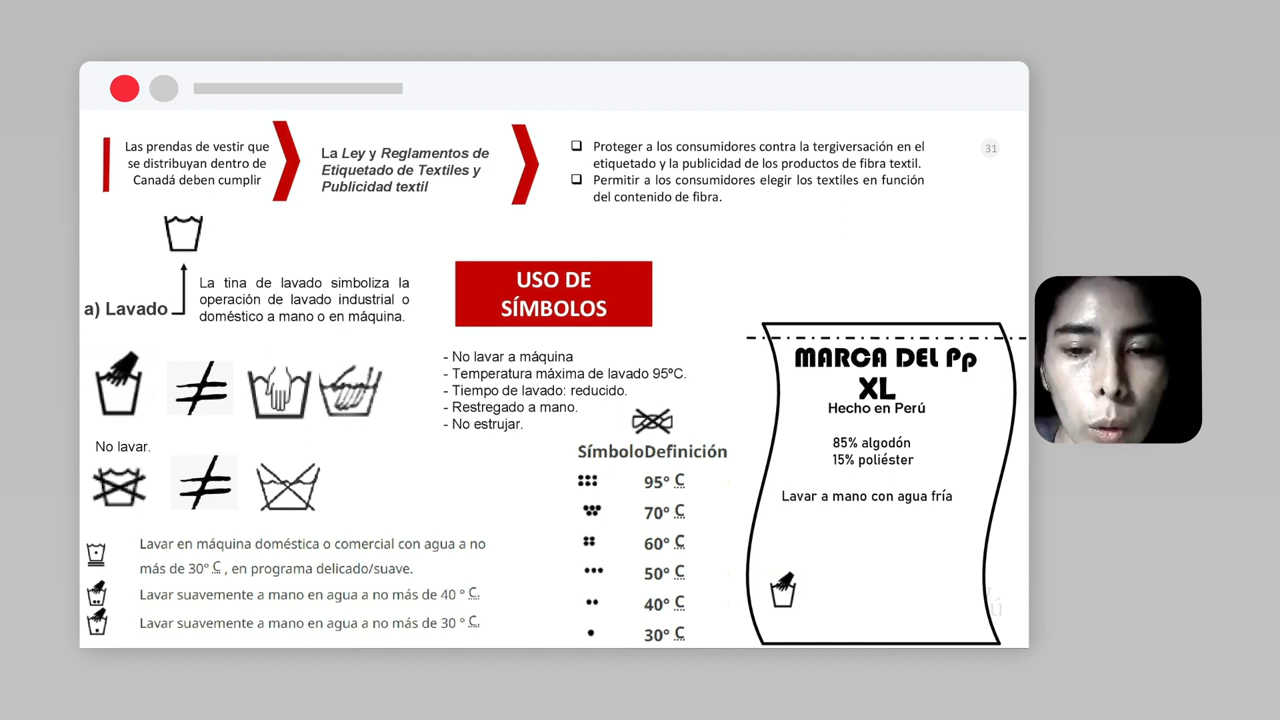 Las prendas de vestir que
se distribuyan dentro de
Canadá deben cumplir
La Ley y Reglamentos de
Etiquetado de Textiles y
Publicidad textil
❑ Proteger a los consumidores contra la tergiversación en el
etiquetado y la publicidad de los productos de fibra textil.
❑ Permitir a los consumidores elegir los textiles en función
del contenido de fibra.
31
a) Lavado
La tina de lavado simboliza la
operación de lavado industrial o
doméstico a mano o en máquina.
USO DE
SÍMBOLOS
- No lavar a máquina
- Temperatura máxima de lavado 95ºC.
- Tiempo de lavado: reducido.
- Restregado a mano.
- No estrujar.
≠
No lavar.
≠
Lavar en máquina doméstica o comercial con agua a no
más de 30° C , en programa delicado/suave.
Lavar suavemente a mano en agua a no más de 40 ° C.
Lavar suavemente a mano en agua a no más de 30 ° C.
SímboloDefinición
95° C
70° C
60° C
50° C
40° C
30° C
MARCA DEL Pp
XL
Hecho en Perú
85% algodón
15% poliéster
Lavar a mano con agua fría